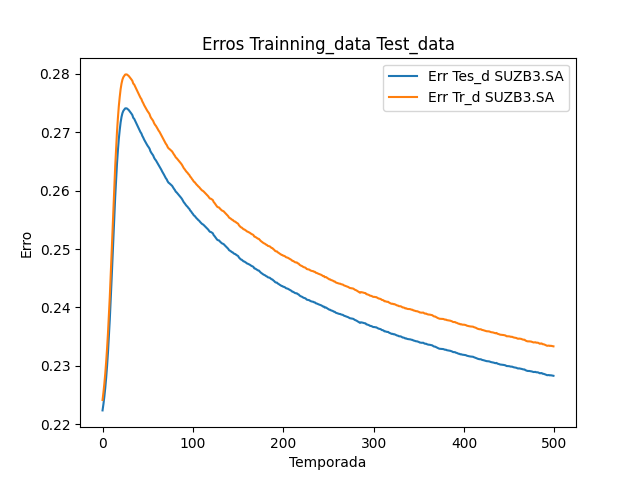 Erros Trainning_data Test_data
Err Tes_d SUZB3.SA
Err Tr_d SUZB3.SA
Erro
0.28
0.27
0.26
0.25
0.24
0.23
0.22
0 100 200 300 400 500
Temporada